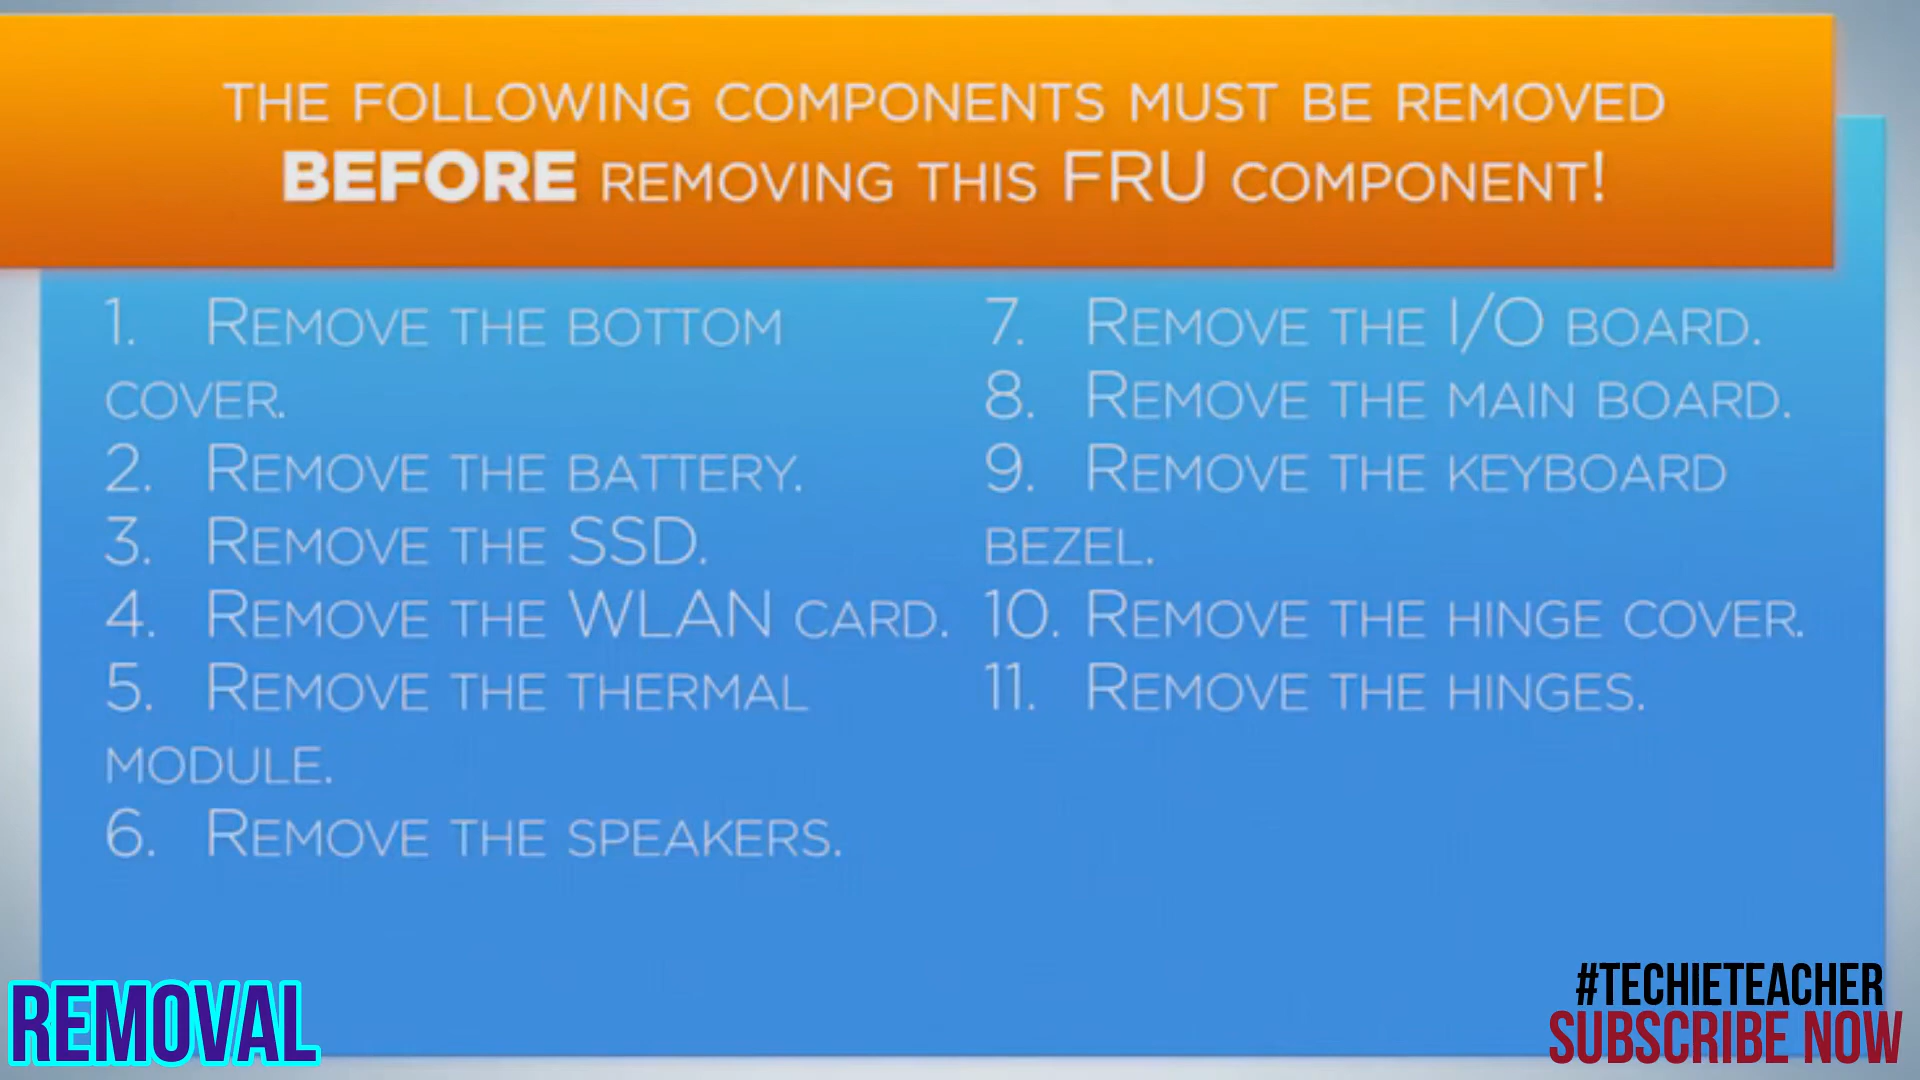 THE FOLLOWING COMPONENTS MUST BE REMOVED
BEFORE REMOVING THIS FRU COMPONENT!
1. REMOVE THE BOTTOM
COVER.
2. REMOVE THE BATTERY.
3. REMOVE THE SSD.
4. REMOVE THE WLAN CARD.
5. REMOVE THE THERMAL
MODULE.
6. REMOVE THE SPEAKERS.
7. REMOVE THE I/O BOARD.
8. REMOVE THE MAIN BOARD.
9. REMOVE THE KEYBOARD
BEZEL.
10. REMOVE THE HINGE COVER.
11. REMOVE THE HINGES.
REMOVAL
#TECHIETEACHER
SUBSCRIBE NOW